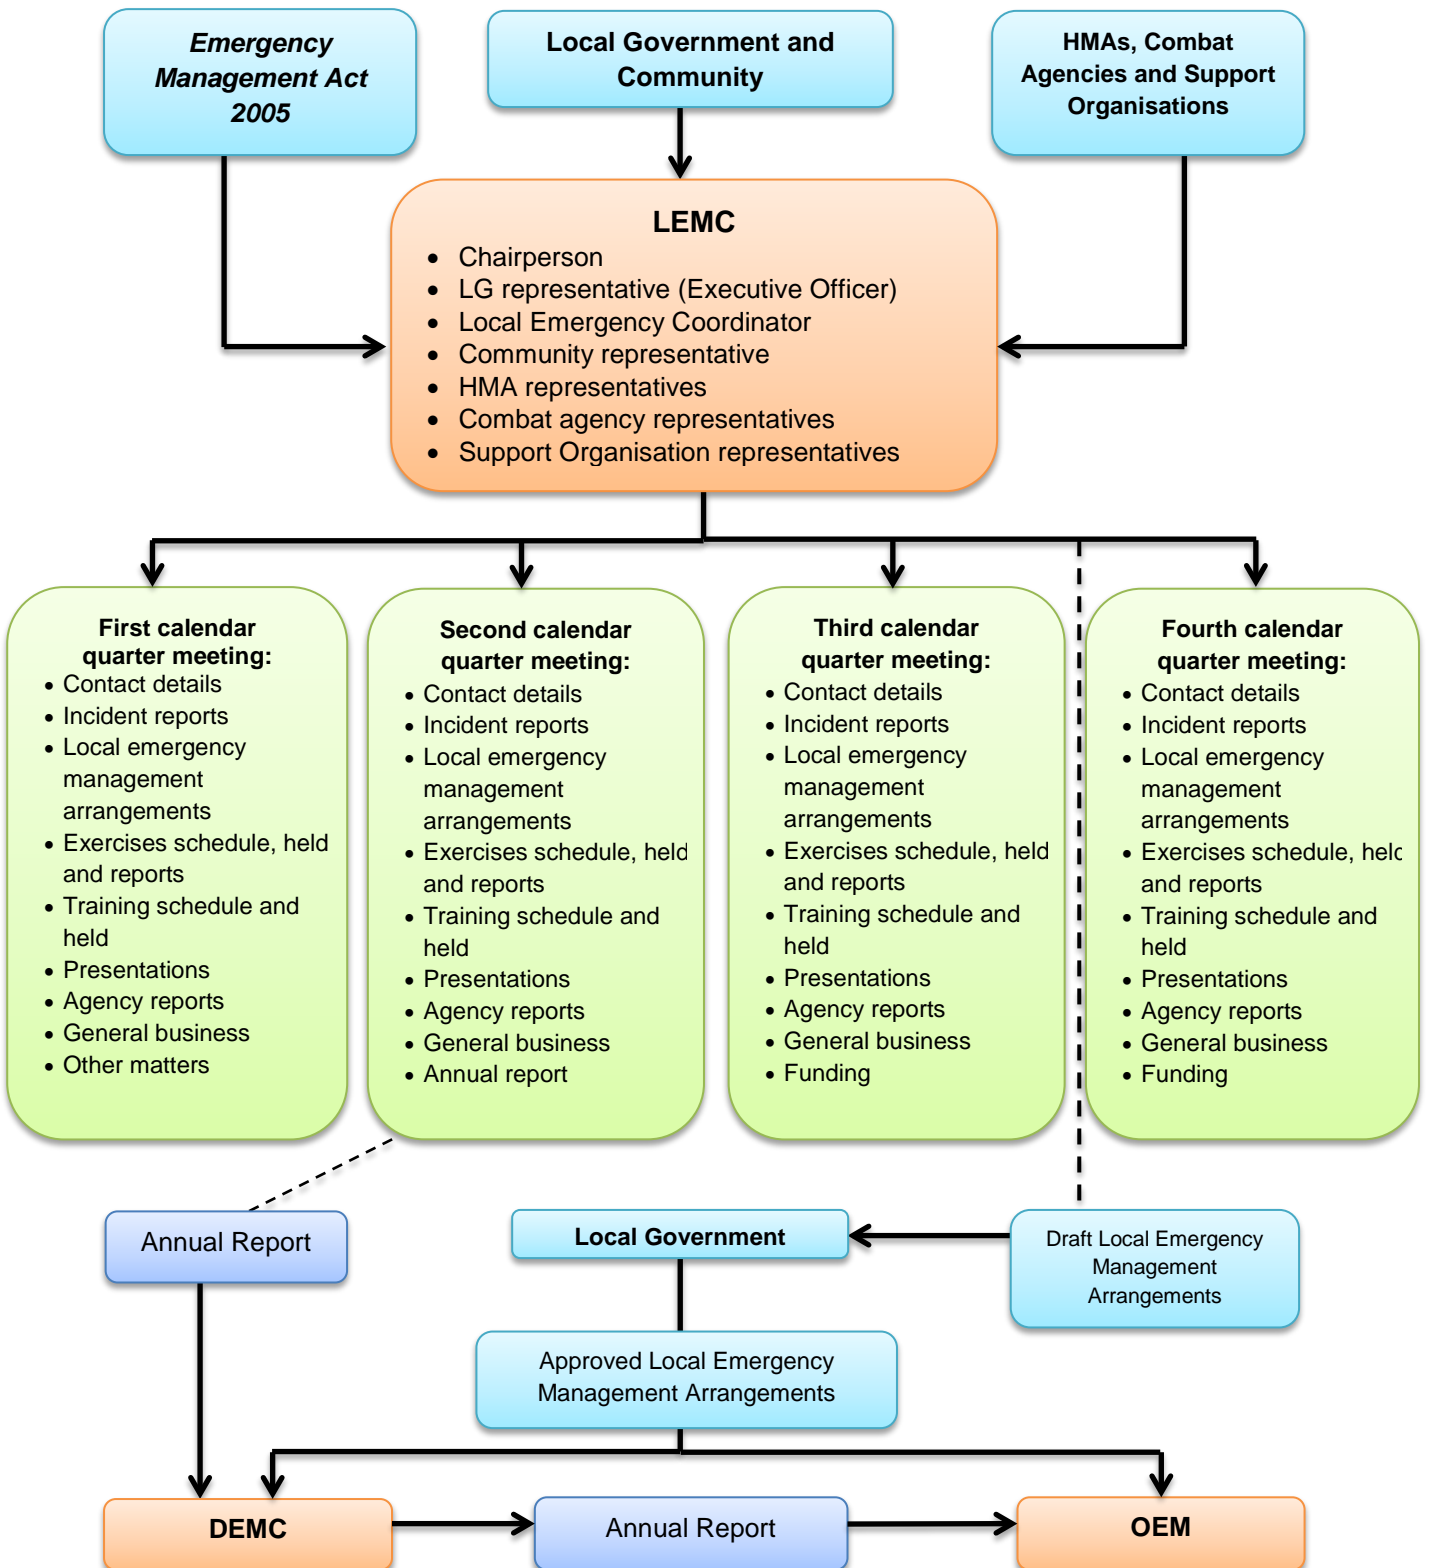 Emergency
Management Act
2005
Local Government and
Community
HMAs, Combat
Agencies and Support
Organisations
LEMC
• Chairperson
• LG representative (Executive Officer)
• Local Emergency Coordinator
• Community representative
• HMA representatives
• Combat agency representatives
• Support Organisation representatives
First calendar
quarter meeting:
• Contact details
• Incident reports
• Local emergency
management
arrangements
• Exercises schedule, held
and reports
• Training schedule and
held
• Presentations
• Agency reports
• General business
• Other matters
Second calendar
quarter meeting:
• Contact details
• Incident reports
• Local emergency
management
arrangements
• Exercises schedule, held
and reports
• Training schedule and
held
• Presentations
• Agency reports
• General business
• Annual report
Third calendar
quarter meeting:
• Contact details
• Incident reports
• Local emergency
management
arrangements
• Exercises schedule, held
and reports
• Training schedule and
held
• Presentations
• Agency reports
• General business
• Funding
Fourth calendar
quarter meeting:
• Contact details
• Incident reports
• Local emergency
management
arrangements
• Exercises schedule, held
and reports
• Training schedule and
held
• Presentations
• Agency reports
• General business
• Funding
Annual Report
Local Government
Draft Local Emergency
Management
Arrangements
Approved Local Emergency
Management Arrangements
DEMC
Annual Report
OEM